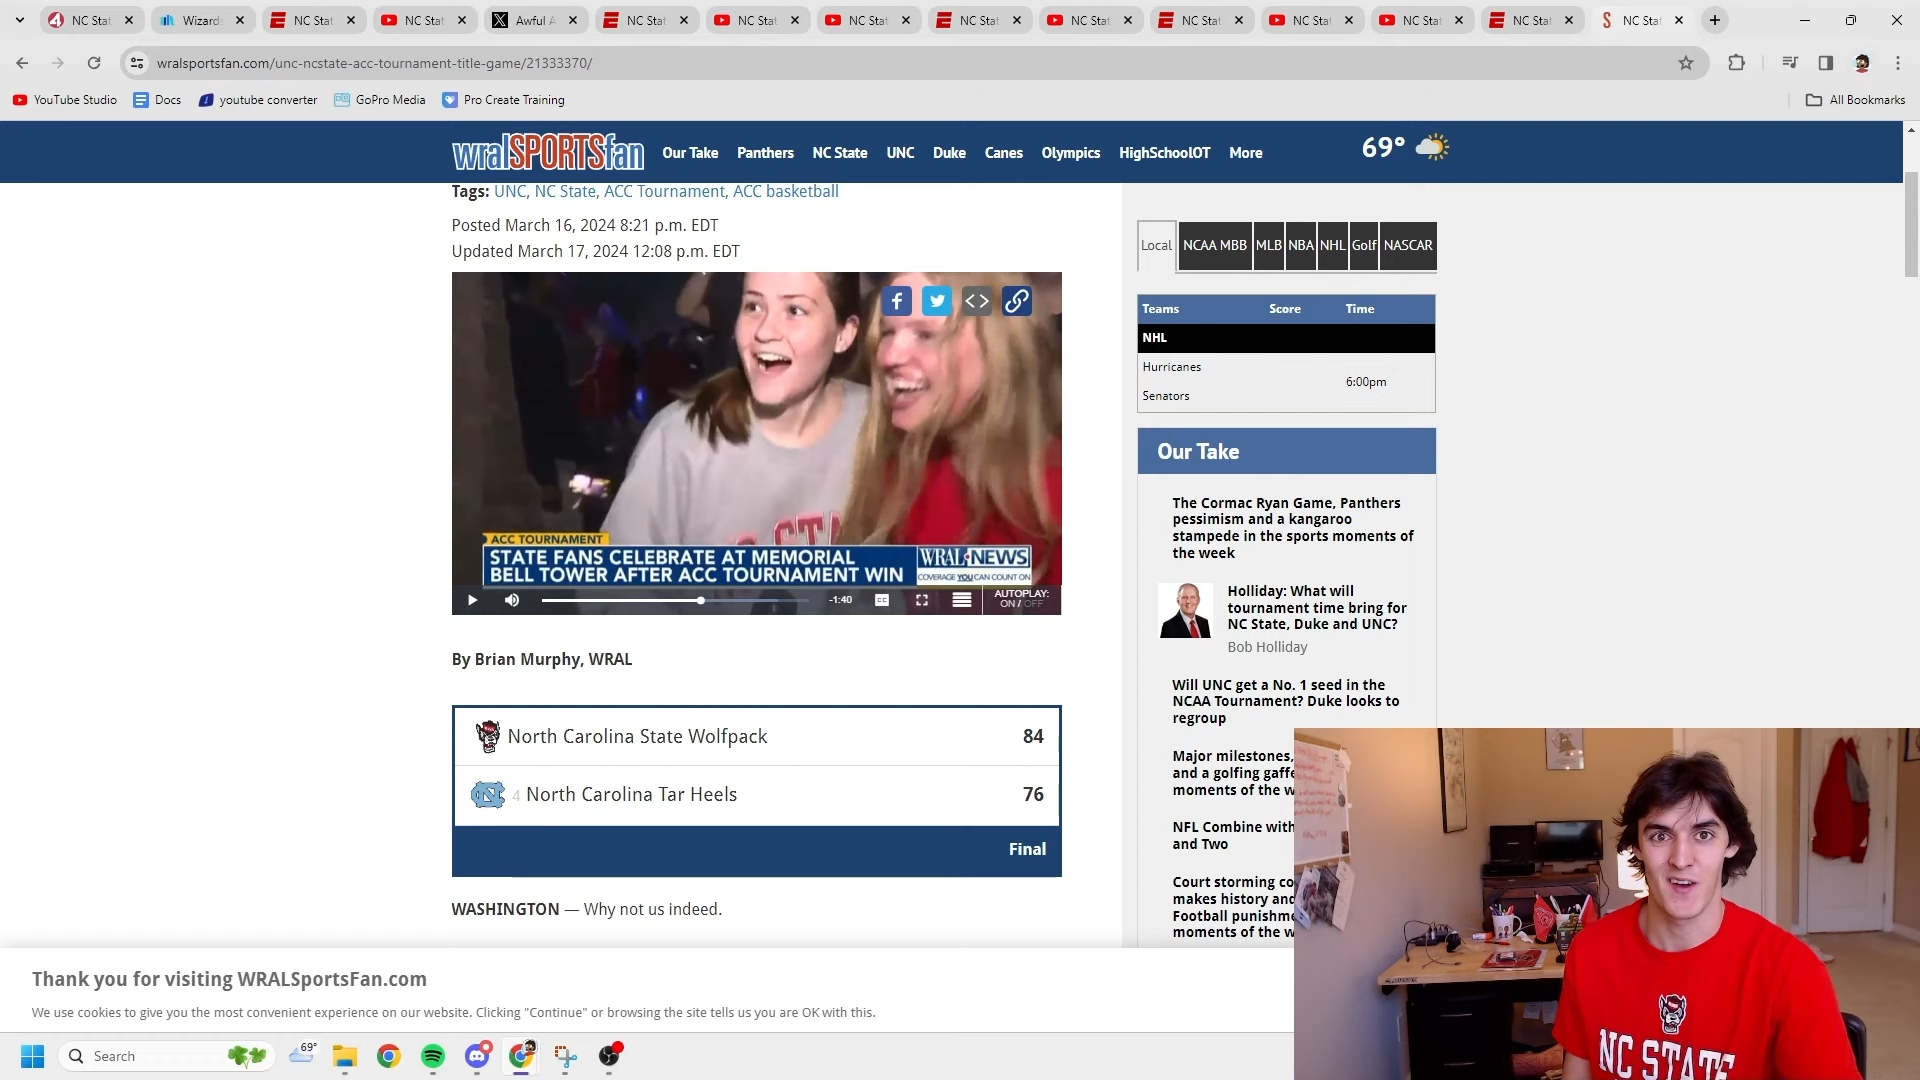 NC Stat
Wizards
NC Stat
NC Stat
Awful A
NC Stat
NC Stat
NC Stat
NC Stat
NC Stat
NC Stat
NC Stat
NC Stat
NC Stat
NC Stat
wralsportsfan.com/unc-ncstate-acc-tournament-title-game/21333370/
YouTube Studio
Docs
youtube converter
GoPro Media
Pro Create Training
All Bookmarks
wralSPORTSfan
Our Take
Panthers
NC State
UNC
Duke
Canes
Olympics
HighSchoolOT
More
69°
Tags: UNC, NC State, ACC Tournament, ACC basketball
Posted March 16, 2024 8:21 p.m. EDT
Updated March 17, 2024 12:08 p.m. EDT
ACC TOURNAMENT
STATE FANS CELEBRATE AT MEMORIAL
BELL TOWER AFTER ACC TOURNAMENT WIN
WRAL NEWS
COVERAGE YOU CAN COUNT ON
-1:40
CC
AUTOPLAY:
ON / OFF
By Brian Murphy, WRAL
North Carolina State Wolfpack 84
4 North Carolina Tar Heels 76
Final
WASHINGTON — Why not us indeed.
Local
NCAA MBB
MLB
NBA
NHL
Golf
NASCAR
Teams Score Time
NHL
Hurricanes
6:00pm
Senators
Our Take
The Cormac Ryan Game, Panthers
pessimism and a kangaroo
stampede in the sports moments of
the week
Holliday: What will
tournament time bring for
NC State, Duke and UNC?
Bob Holliday
Will UNC get a No. 1 seed in the
NCAA Tournament? Duke looks to
regroup
Major milestones,
and a golfing gaffe
moments of the w
NFL Combine with
and Two
Court storming co
makes history and
Football punishme
moments of the w
Thank you for visiting WRALSportsFan.com
We use cookies to give you the most convenient experience on our website. Clicking "Continue" or browsing the site tells us you are OK with this.
Search
69°
NC STATE